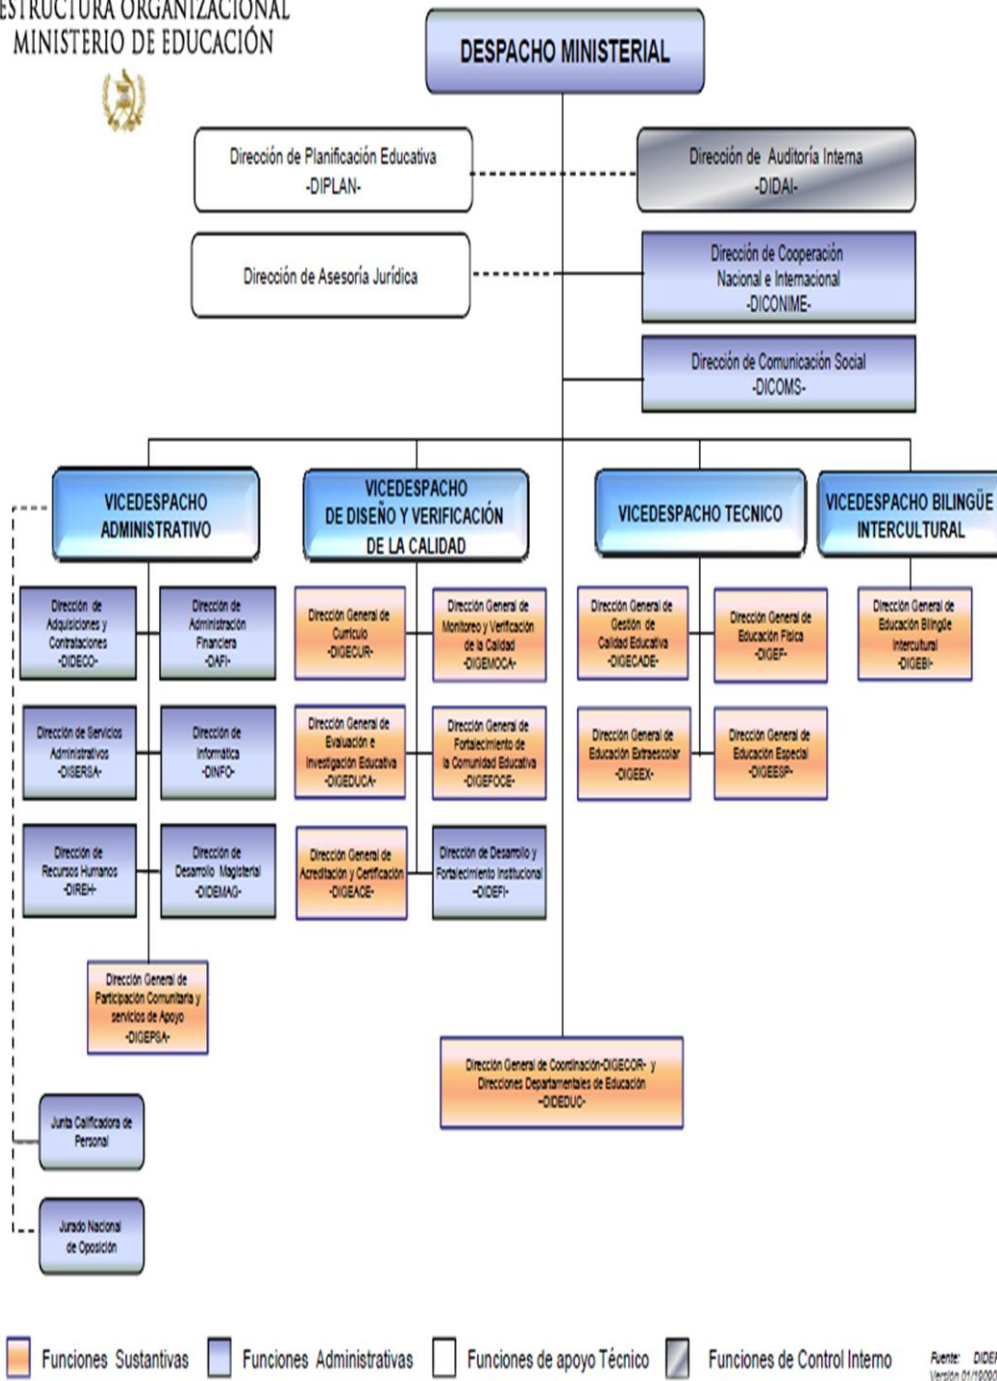 ESTRUCTURA ORGANIZACIONAL
MINISTERIO DE EDUCACIÓN
DESPACHO MINISTERIAL
Dirección de Planificación Educativa
-DIPLAN-
Dirección de Auditoría Interna
-DIDAI-
Dirección de Asesoría Jurídica
Dirección de Cooperación
Nacional e Internacional
-DICONIME-
Dirección de Comunicación Social
-DICOMS-
VICEDESPACHO
ADMINISTRATIVO
VICEDESPACHO
DE DISEÑO Y VERIFICACIÓN
DE LA CALIDAD
VICEDESPACHO TECNICO
VICEDESPACHO BILINGÜE
INTERCULTURAL
Dirección de
Adquisiciones y
Contrataciones
-DIDECO-
Dirección de
Administración
Financiera
-DAFI-
Dirección General de
Currículo
-DIGECUR-
Dirección General de
Monitoreo y Verificación
de la Calidad
-DIGEMOCA-
Dirección General de
Gestión de
Calidad Educativa
-DIGECADE-
Dirección General de
Educación Física
-DIGEF-
Dirección General de
Educación Bilingüe
Intercultural
-DIGEBI-
Dirección de Servicios
Administrativos
-DISERSA-
Dirección de
Informática
-DINFO-
Dirección General de
Evaluación e
Investigación Educativa
-DIGEDUCA-
Dirección General de
Fortalecimiento de
la Comunidad Educativa
-DIGEFOCE-
Dirección General de
Educación Extraescolar
-DIGEEX-
Dirección General de
Educación Especial
-DIGEESP-
Dirección de
Recursos Humanos
-DIREH-
Dirección de
Desarrollo Magisterial
-DIDEMAG-
Dirección General de
Acreditación y Certificación
-DIGEACE-
Dirección de Desarrollo y
Fortalecimiento Institucional
-DIDEFI-
Dirección General de
Participación Comunitaria y
servicios de Apoyo
-DIGEPSA-
Dirección General de Coordinación-DIGECOR- y
Direcciones Departamentales de Educación
-DIDEDUC-
Junta Calificadora de
Personal
Jurado Nacional
de Oposición
Funciones Sustantivas
Funciones Administrativas
Funciones de apoyo Técnico
Funciones de Control Interno
Fuente:
Versión